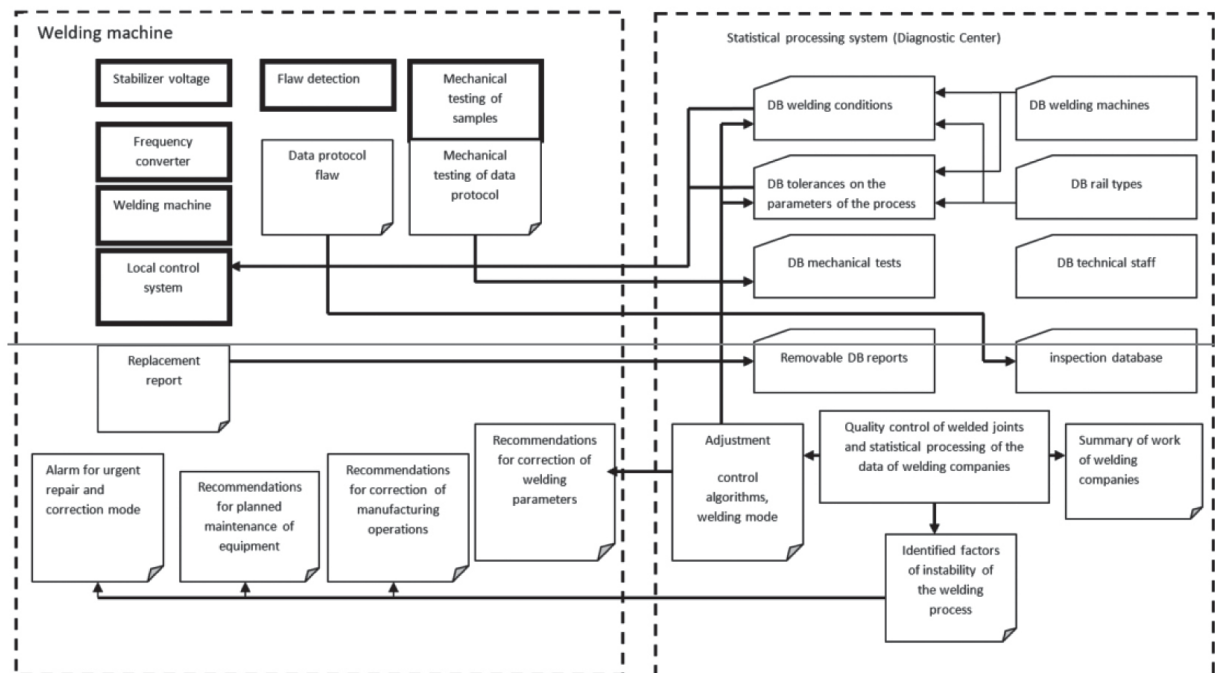 Welding machine
Stabilizer voltage
Flaw detection
Mechanical
testing of
samples
Frequency
converter
Data protocol
flaw
Mechanical
testing of data
protocol
Welding machine
Local control
system
Replacement
report
Alarm for urgent
repair and
correction mode
Recommendations
for planned
maintenance of
equipment
Recommendations
for correction of
manufacturing
operations
Recommendations
for correction of
welding
parameters
Statistical processing system (Diagnostic Center)
DB welding conditions
DB welding machines
DB tolerances on the
parameters of the process
DB rail types
DB mechanical tests
DB technical staff
Removable DB reports
inspection database
Adjustment
control
algorithms,
welding mode
Quality control of welded joints
and statistical processing of the
data of welding companies
Summary of work
of welding
companies
Identified factors
of instability of
the welding
process